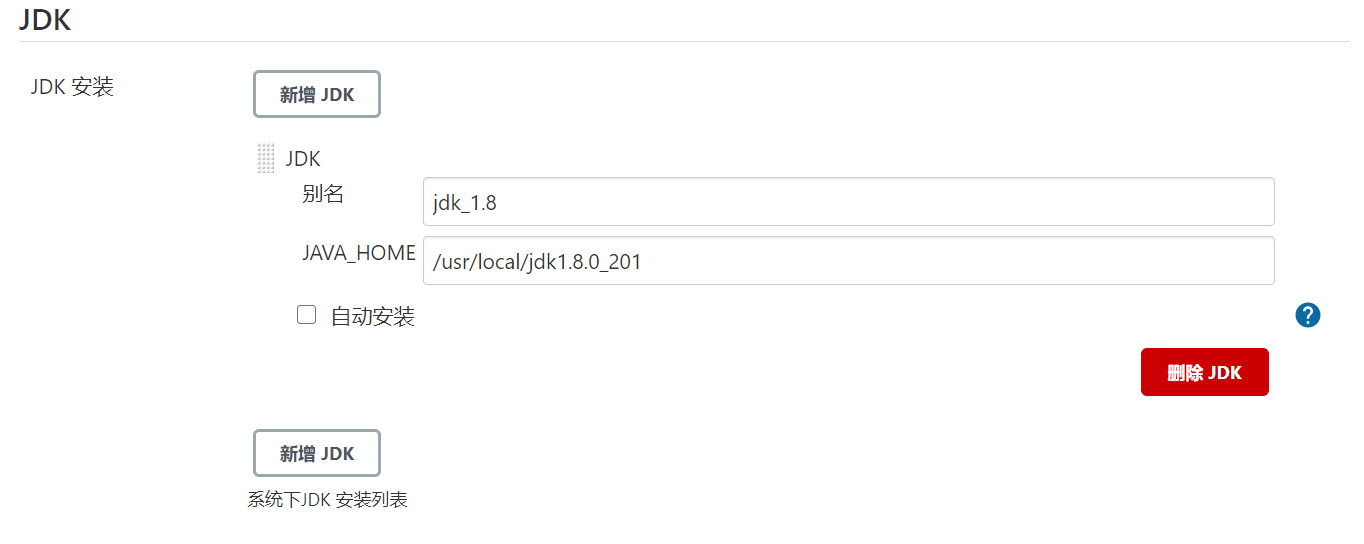 JDK
JDK 安装
新增 JDK
JDK
别名
jdk_1.8
JAVA_HOME
/usr/local/jdk1.8.0_201
自动安装
?
删除 JDK
新增 JDK
系统下JDK 安装列表